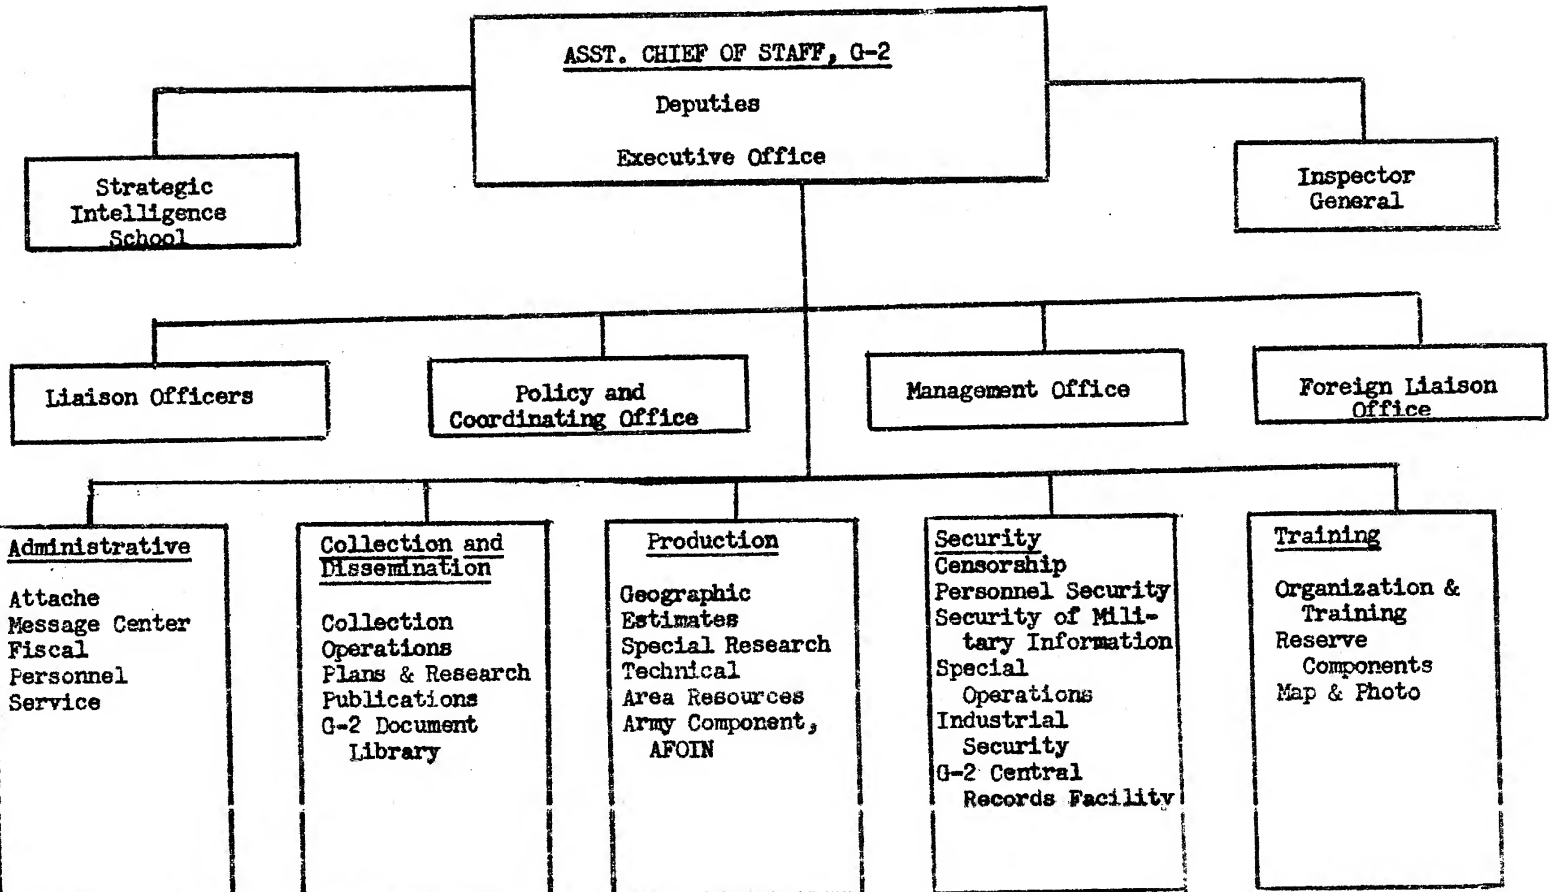 ASST. CHIEF OF STAFF, G-2
Deputies
Executive Office
Strategic
Intelligence
School
Inspector
General
Liaison Officers
Policy and
Coordinating Office
Management Office
Foreign Liaison
Office
Administrative
Attache
Message Center
Fiscal
Personnel
Service
Collection and
Dissemination
Collection
Operations
Plans & Research
Publications
G-2 Document
Library
Production
Geographic
Estimates
Special Research
Technical
Area Resources
Army Component,
AFOIN
Security
Censorship
Personnel Security
Security of Mili-
tary Information
Special
Operations
Industrial
Security
G-2 Central
Records Facility
Training
Organization &
Training
Reserve
Components
Map & Photo